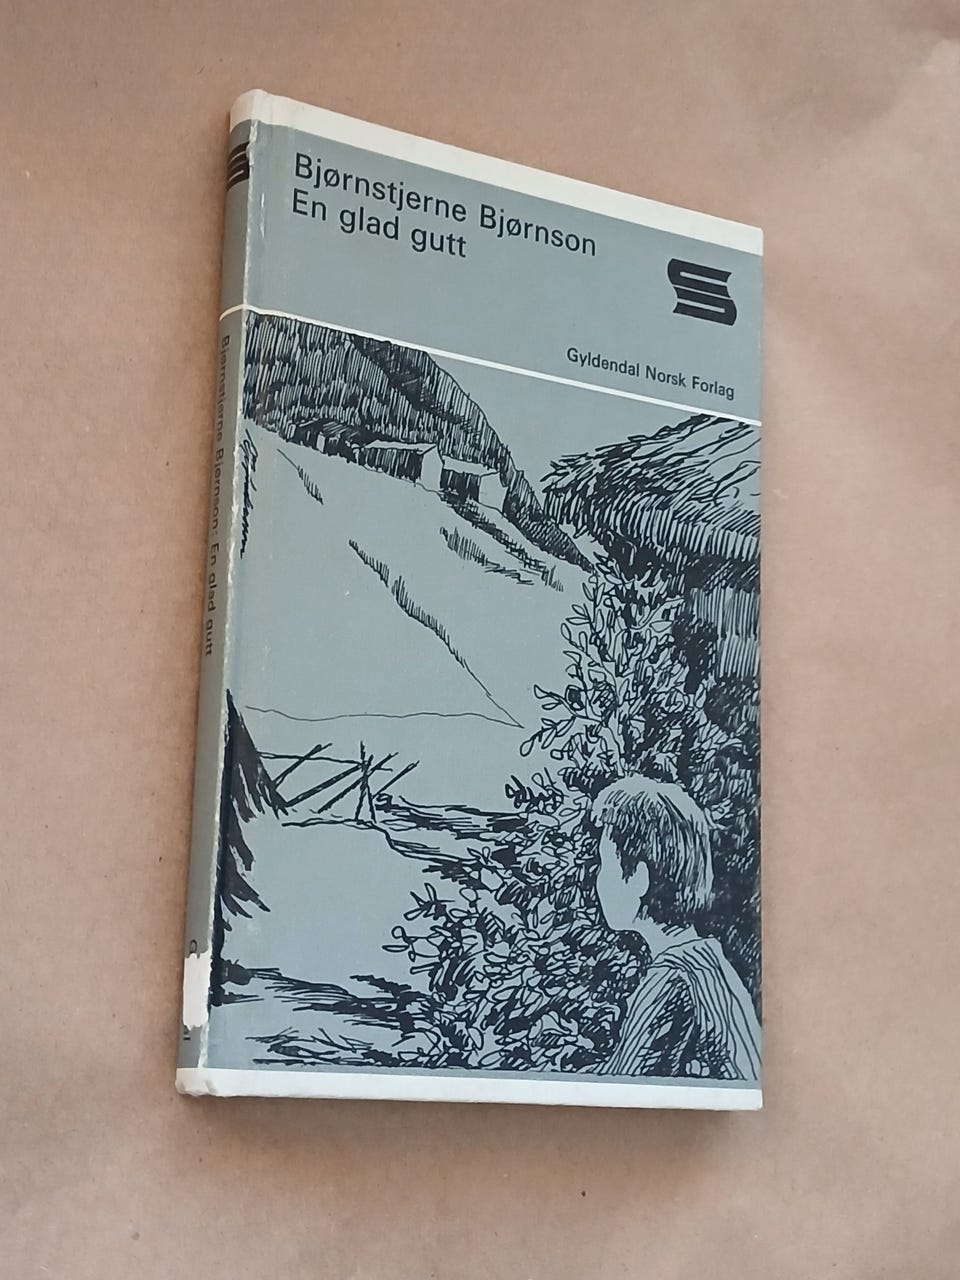 Bjørnstjerne Bjørnson
En glad gutt
Gyldendal Norsk Forlag
Bjørnstjerne Bjørnson: En glad gutt